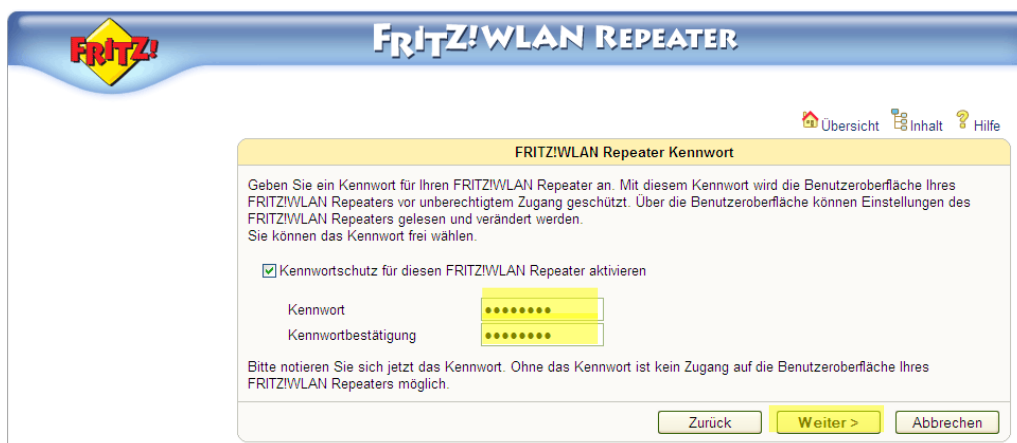 FRITZ!
FRITZ!WLAN REPEATER
Übersicht Inhalt Hilfe
FRITZ!WLAN Repeater Kennwort
Geben Sie ein Kennwort für Ihren FRITZ!WLAN Repeater an. Mit diesem Kennwort wird die Benutzeroberfläche Ihres
FRITZ!WLAN Repeaters vor unberechtigtem Zugang geschützt. Über die Benutzeroberfläche können Einstellungen des
FRITZ!WLAN Repeaters gelesen und verändert werden.
Sie können das Kennwort frei wählen.
Kennwortschutz für diesen FRITZ!WLAN Repeater aktivieren
Kennwort ••••••••
Kennwortbestätigung ••••••••
Bitte notieren Sie sich jetzt das Kennwort. Ohne das Kennwort ist kein Zugang auf die Benutzeroberfläche Ihres
FRITZ!WLAN Repeaters möglich.
Zurück Weiter > Abbrechen